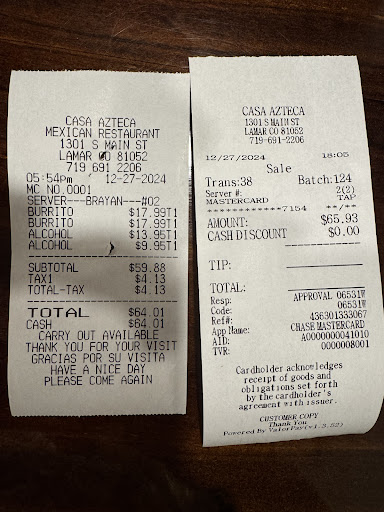 CASA AZTECA
MEXICAN RESTAURANT
1301 S MAIN ST
LAMAR CO 81052
719 691 2206
05:54pm 12-27-2024
MC NO.0001
SERVER---BRAYAN---#02
BURRITO $17.99T1
BURRITO $17.99T1
ALCOHOL $13.95T1
ALCOHOL $9.95T1
SUBTOTAL $59.88
TAX1 $4.13
TOTAL-TAX $4.13
TOTAL $64.01
CASH $64.01
CARRY OUT AVAILABLE
THANK YOU FOR YOUR VISIT
GRACIAS POR SU VISITA
HAVE A NICE DAY
PLEASE COME AGAIN
CASA AZTECA
1301 S MAIN ST
LAMAR CO 81052
719-691-2206
12/27/2024 18:05
Sale
Trans:38 Batch:124
Server #: 2(2)
MASTERCARD TAP
************7154 **/**
AMOUNT: $65.93
CASH DISCOUNT $0.00
TIP:
TOTAL:
Resp: APPROVAL 06531W
Code: 06531W
Ref#: 436301333067
App Name: CHASE MASTERCARD
AID: A0000000041010
TVR: 0000008001
Cardholder acknowledges
receipt of goods and
obligations set forth
by the cardholder's
agreement with issuer.
CUSTOMER COPY
Thank You
Powered By ValorPay(v1.3.52)